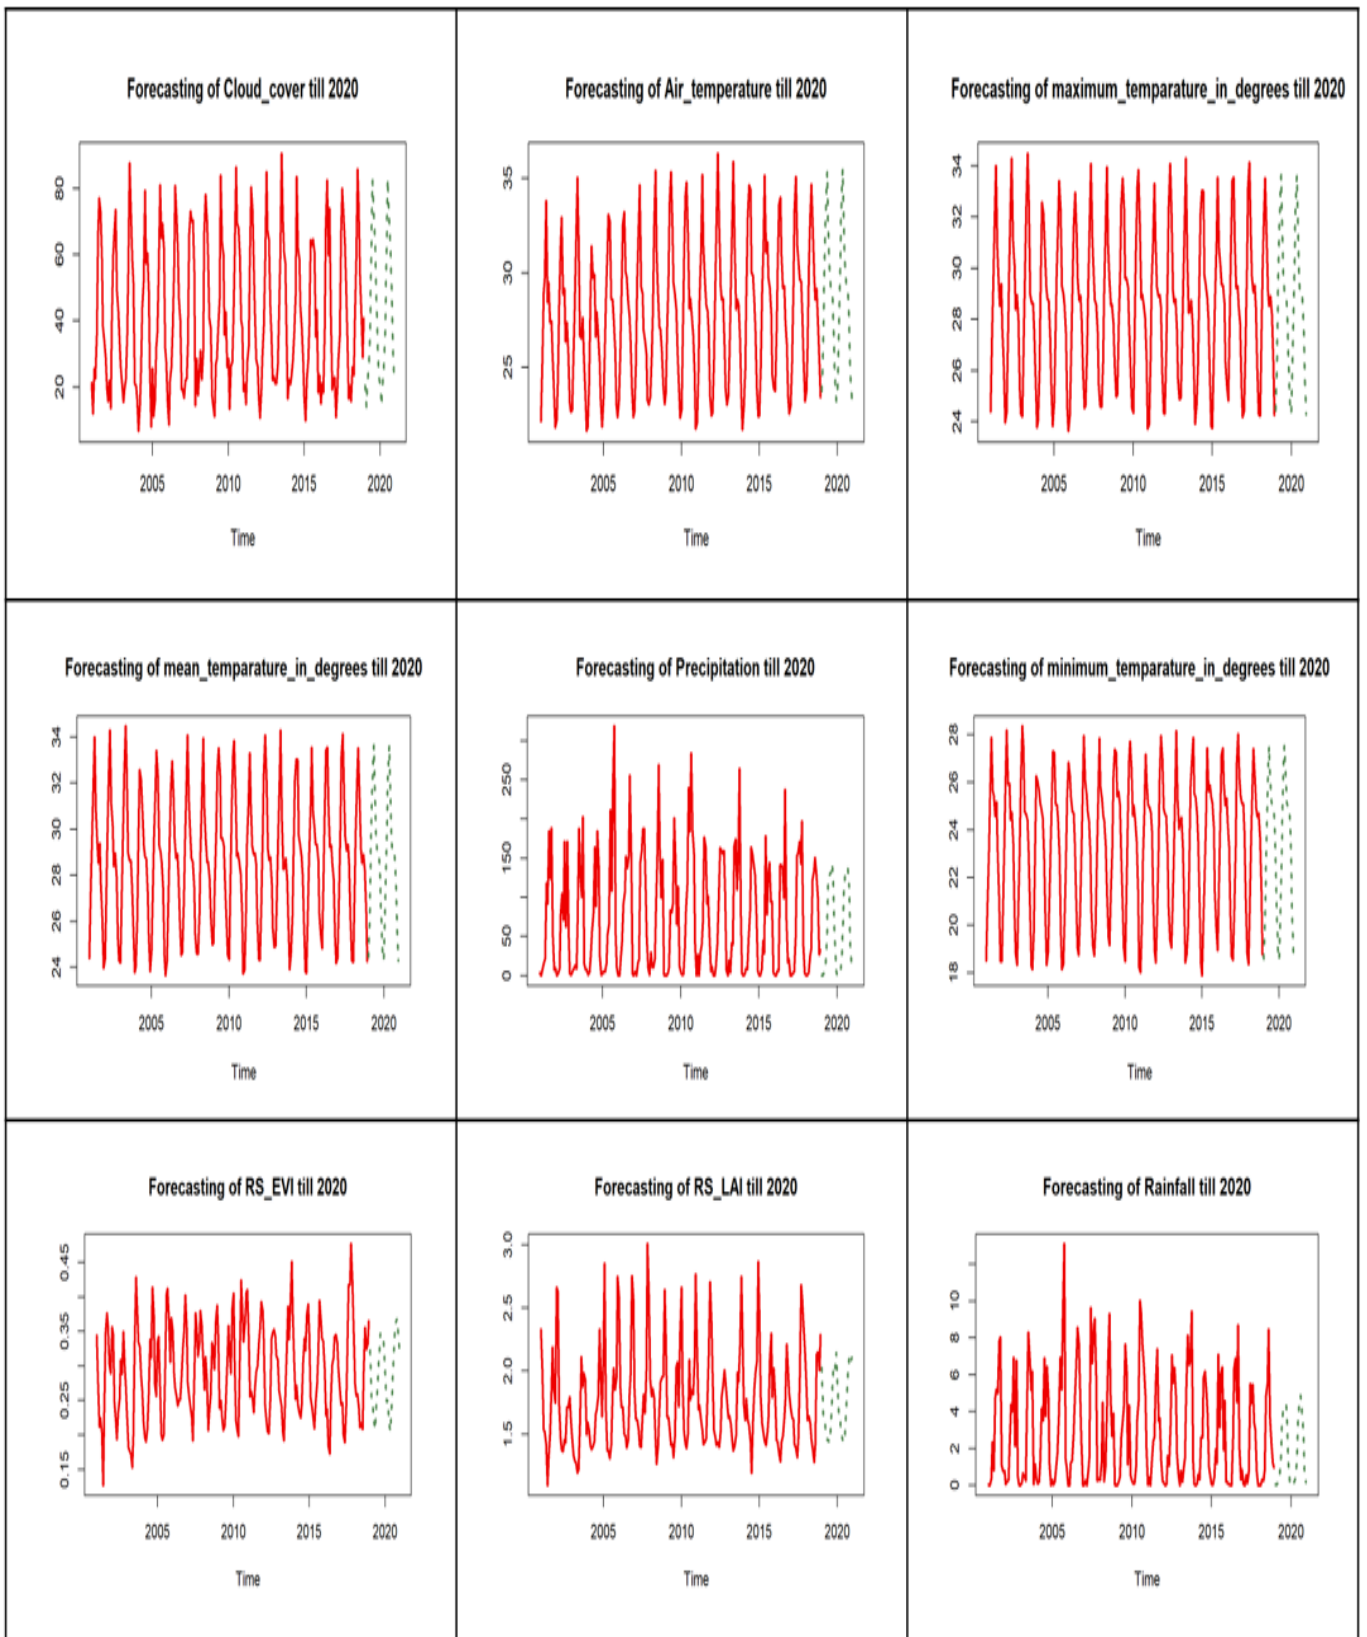 Forecasting of Cloud_cover till 2020
80
60
40
20
2005 2010 2015 2020
Time
Forecasting of Air_temperature till 2020
35
30
25
2005 2010 2015 2020
Time
Forecasting of maximum_temparature_in_degrees till 2020
34
32
30
28
26
24
2005 2010 2015 2020
Time
Forecasting of mean_temparature_in_degrees till 2020
34
32
30
28
26
24
2005 2010 2015 2020
Time
Forecasting of Precipitation till 2020
250
150
50
0
2005 2010 2015 2020
Time
Forecasting of minimum_temparature_in_degrees till 2020
28
26
24
22
20
18
2005 2010 2015 2020
Time
Forecasting of RS_EVI till 2020
0.45
0.35
0.25
0.15
2005 2010 2015 2020
Time
Forecasting of RS_LAI till 2020
3.0
2.5
2.0
1.5
2005 2010 2015 2020
Time
Forecasting of Rainfall till 2020
10
8
6
4
2
0
2005 2010 2015 2020
Time